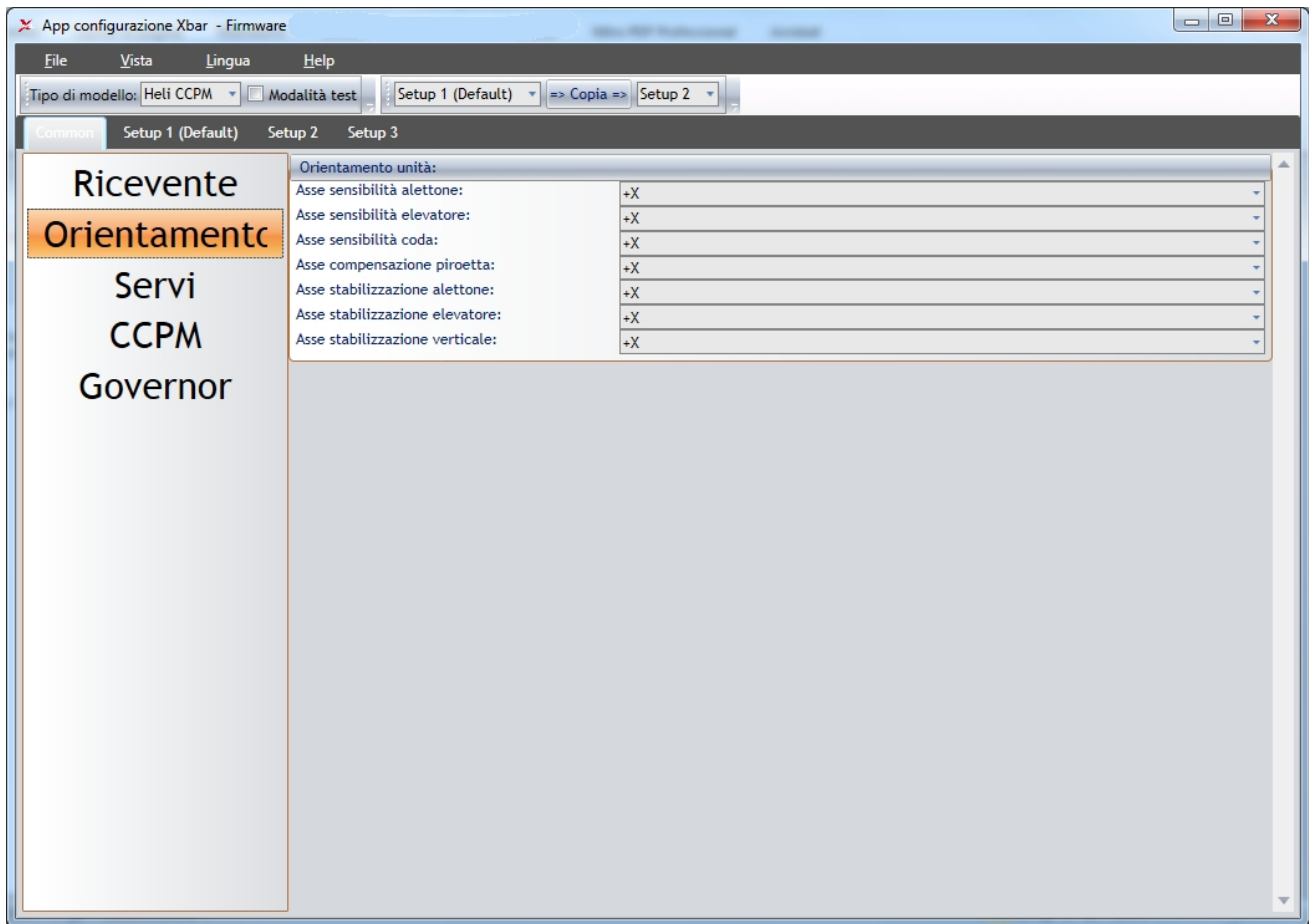 App configurazione Xbar - Firmware
File Vista Lingua Help
Tipo di modello: Heli CCPM Modalità test Setup 1 (Default) => Copia => Setup 2
Common Setup 1 (Default) Setup 2 Setup 3
Ricevente
Orientamento
Servi
CCPM
Governor
Orientamento unità:
Asse sensibilità alettone: +X
Asse sensibilità elevatore: +X
Asse sensibilità coda: +X
Asse compensazione piroetta: +X
Asse stabilizzazione alettone: +X
Asse stabilizzazione elevatore: +X
Asse stabilizzazione verticale: +X